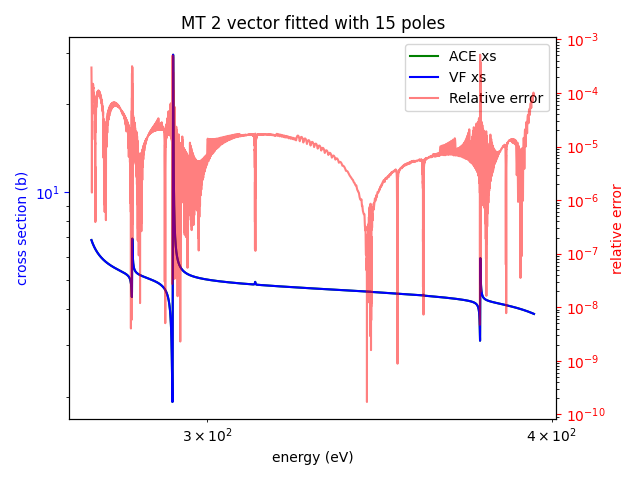 MT 2 vector fitted with 15 poles
ACE xs
VF xs
Relative error
cross section (b)
10¹
relative error
10⁻³
10⁻⁴
10⁻⁵
10⁻⁶
10⁻⁷
10⁻⁸
10⁻⁹
10⁻¹⁰
3 × 10²
4 × 10²
energy (eV)